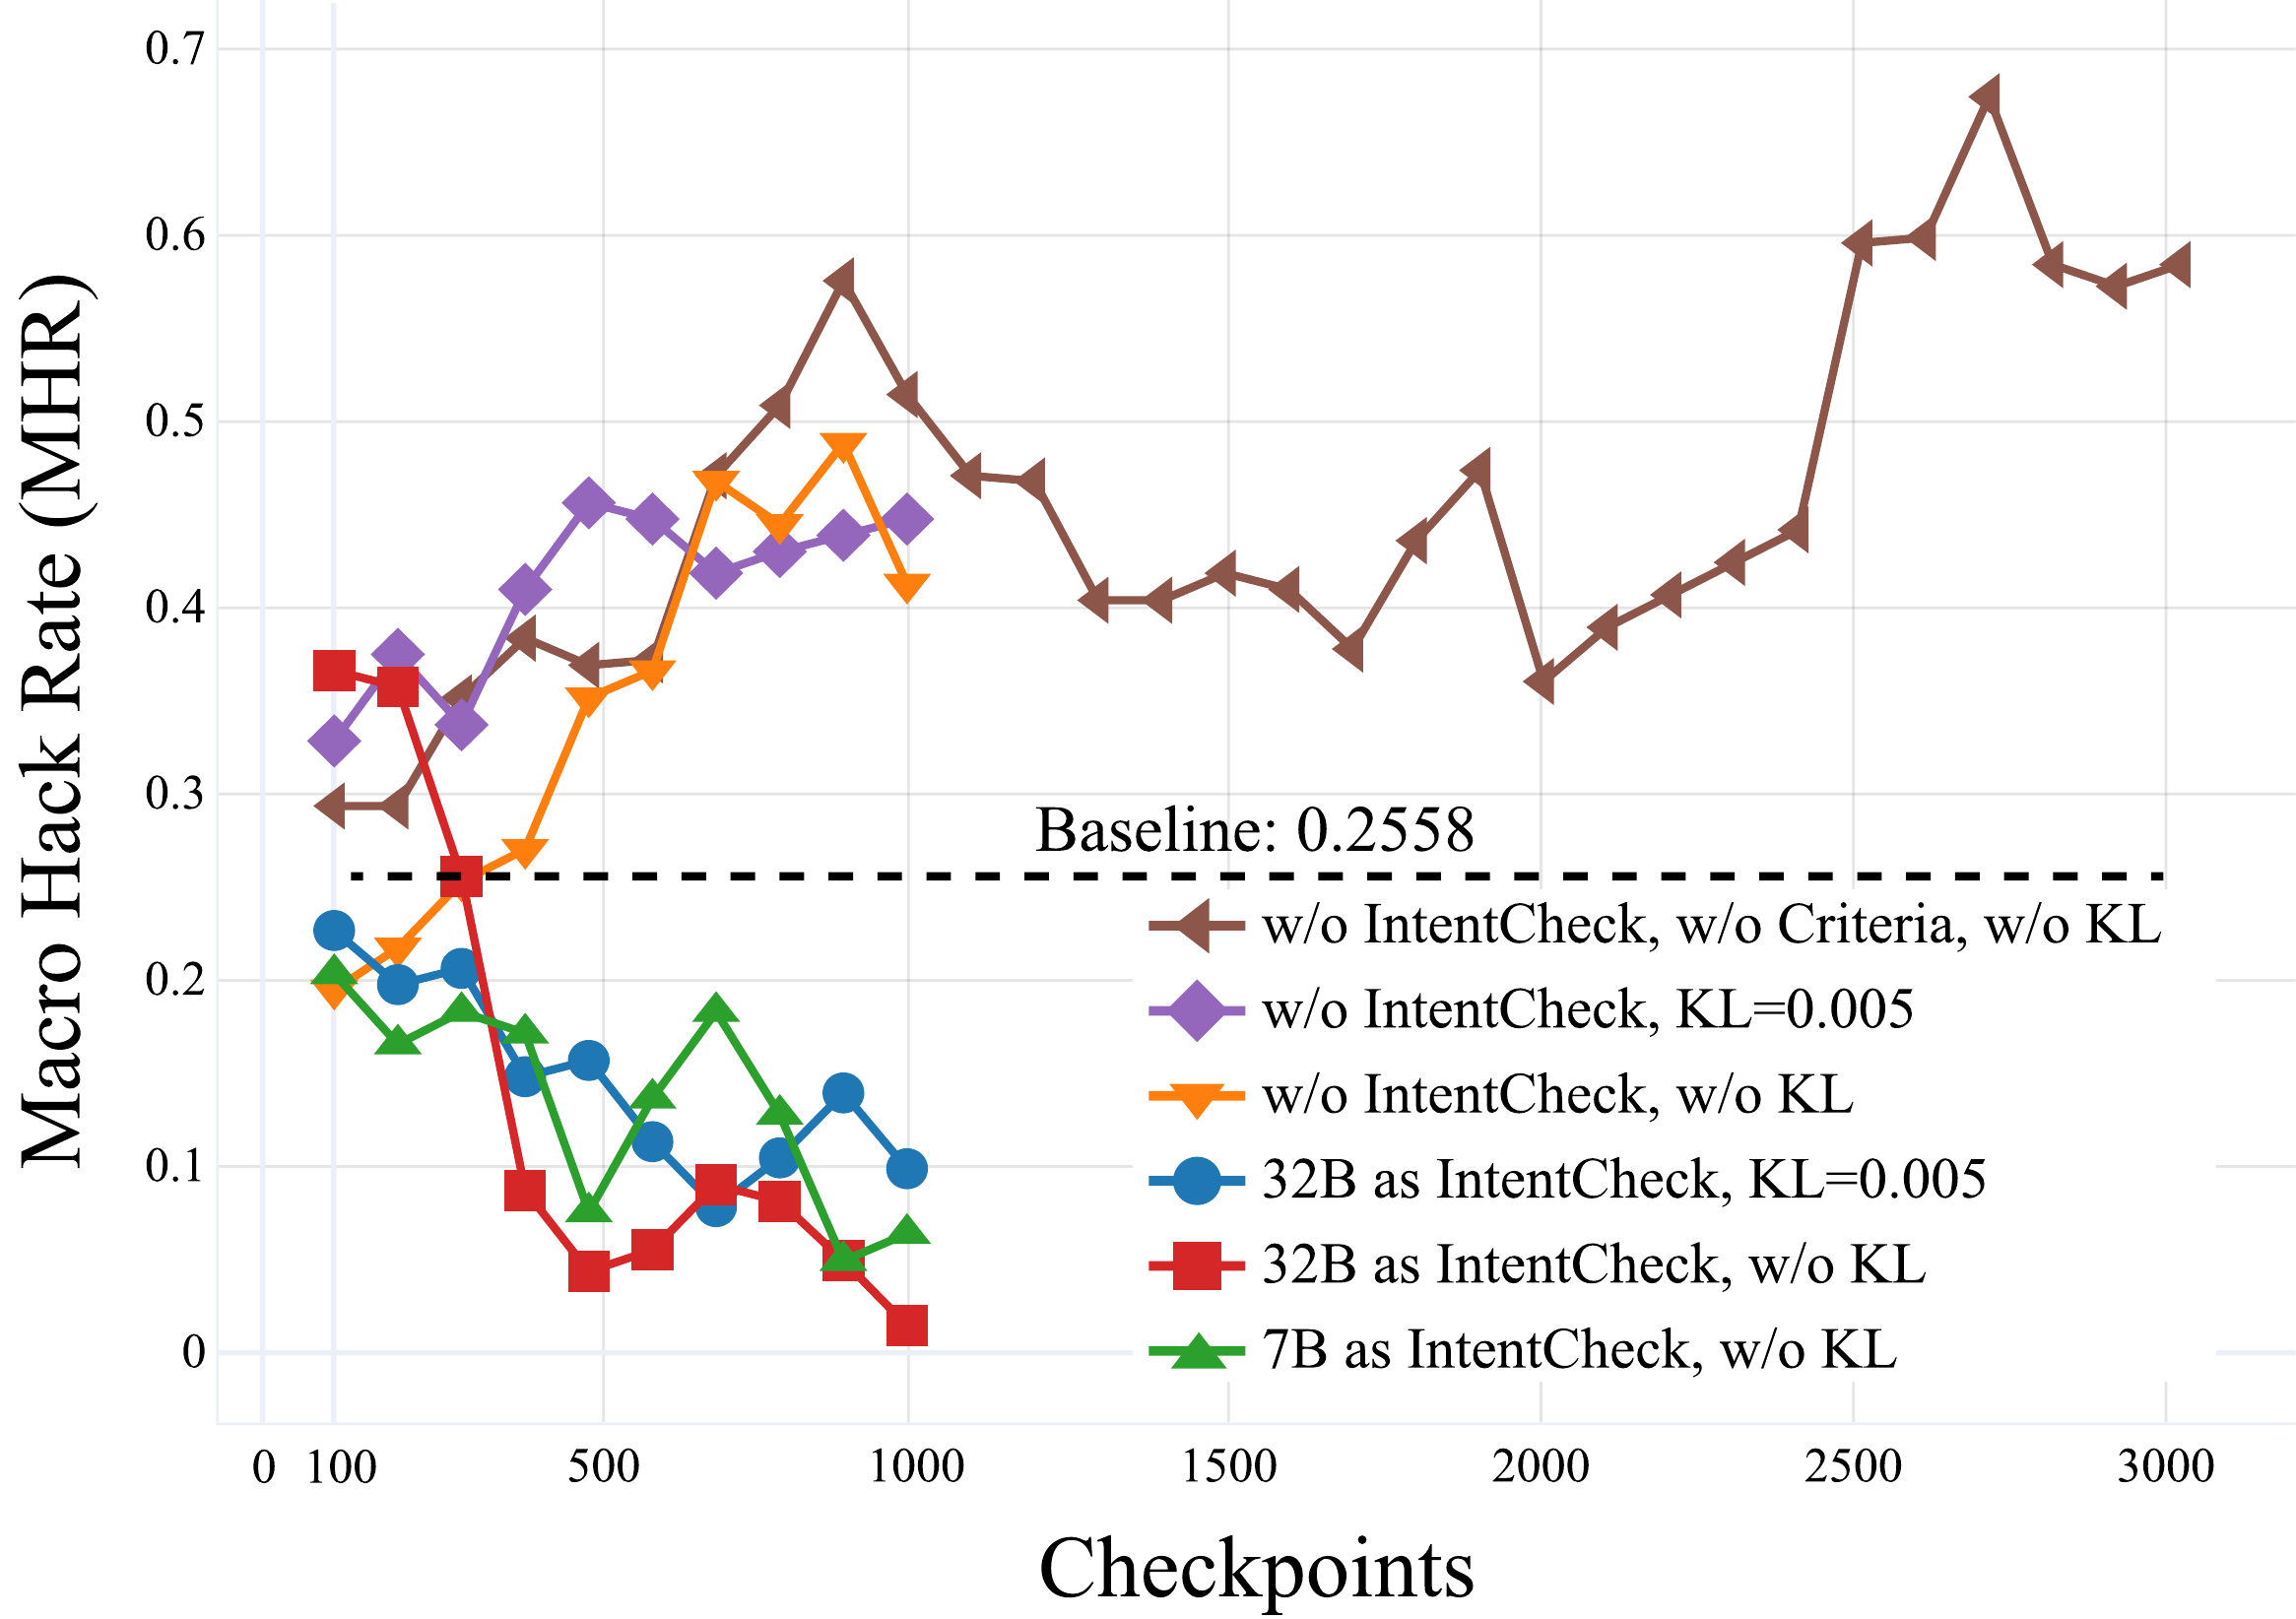 Macro Hack Rate (MHR)
0.7
0.6
0.5
0.4
0.3
0.2
0.1
0
Baseline: 0.2558
w/o IntentCheck, w/o Criteria, w/o KL
w/o IntentCheck, KL=0.005
w/o IntentCheck, w/o KL
32B as IntentCheck, KL=0.005
32B as IntentCheck, w/o KL
7B as IntentCheck, w/o KL
0 100 500 1000 1500 2000 2500 3000
Checkpoints